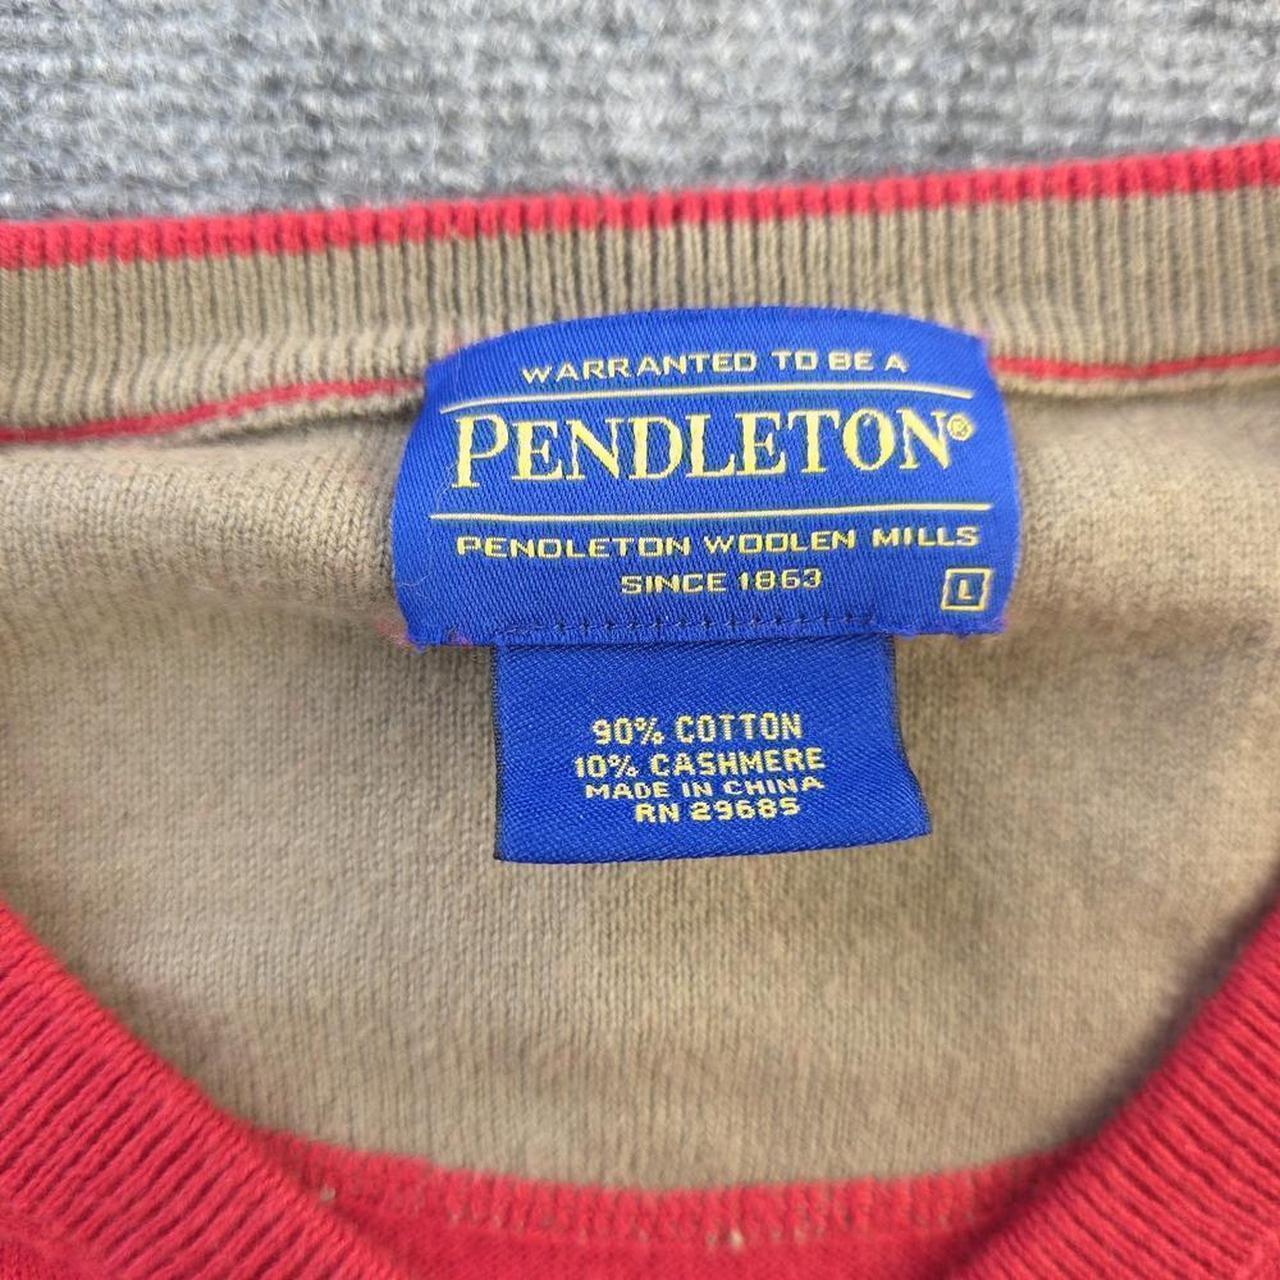 WARRANTED TO BE A
PENDLETON®
PENDLETON WOOLEN MILLS
SINCE 1863
L
90% COTTON
10% CASHMERE
MADE IN CHINA
RN 29685